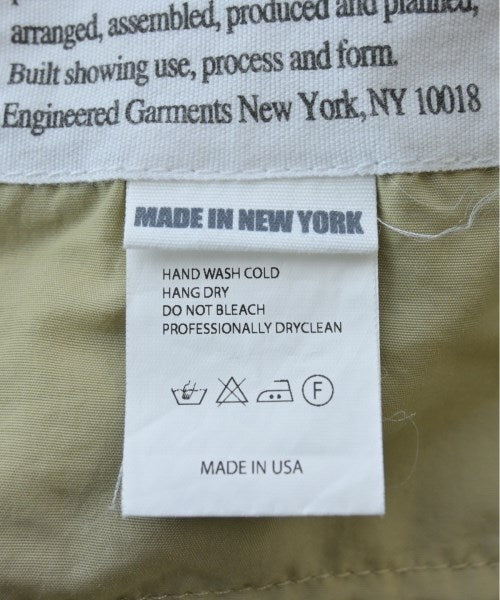 arranged, assembled, produced and planned,
Built showing use, process and form.
Engineered Garments New York, NY 10018
MADE IN NEW YORK
HAND WASH COLD
HANG DRY
DO NOT BLEACH
PROFESSIONALLY DRYCLEAN
F
MADE IN USA